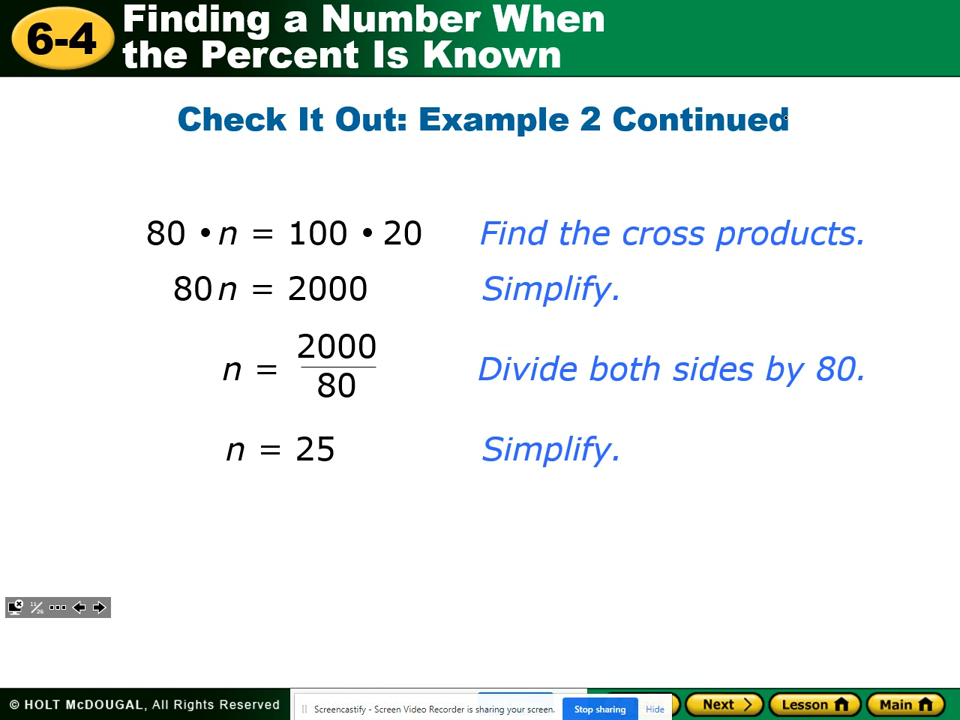 6-4
Finding a Number When
the Percent Is Known
Check It Out: Example 2 Continued
80 • n = 100 • 20 Find the cross products.
80n = 2000 Simplify.
n = 2000/80 Divide both sides by 80.
n = 25 Simplify.
11/26
© HOLT McDOUGAL, All Rights Reserved
Screencastify - Screen Video Recorder is sharing your screen. Stop sharing Hide
Next Lesson Main